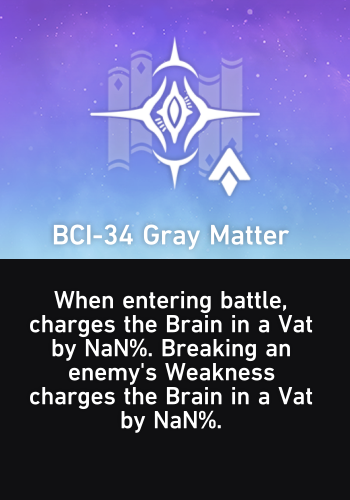 BCI-34 Gray Matter
When entering battle,
charges the Brain in a Vat
by NaN%. Breaking an
enemy's Weakness
charges the Brain in a Vat
by NaN%.